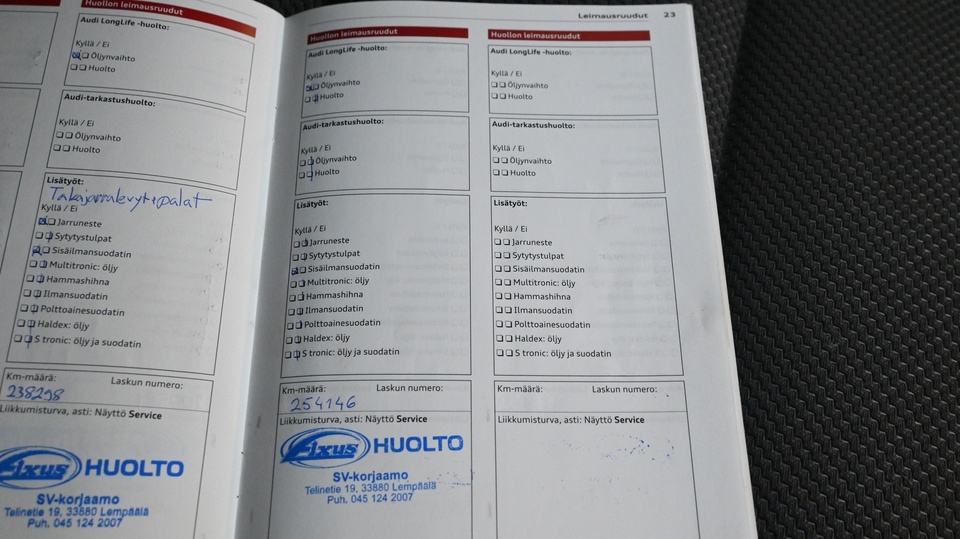 Leimausruudut 23
Huollon leimausruudut
Audi LongLife -huolto:
Kyllä / Ei
Öljynvaihto
Huolto
Audi-tarkastushuolto:
Kyllä / Ei
Öljynvaihto
Huolto
Lisätyöt:
Takajarrulevyt+palat
Kyllä / Ei
Jarruneste
Sytytystulpat
Sisäilmansuodatin
Multitronic: öljy
Hammashihna
Ilmansuodatin
Polttoainesuodatin
Haldex: öljy
S tronic: öljy ja suodatin
Km-määrä: Laskun numero:
238298
Liikkumisturva, asti: Näyttö Service
Fixus HUOLTO
SV-korjaamo
Telinetie 19, 33880 Lempäälä
Puh. 045 124 2007
Huollon leimausruudut
Audi LongLife -huolto:
Kyllä / Ei
Öljynvaihto
Huolto
Audi-tarkastushuolto:
Kyllä / Ei
Öljynvaihto
Huolto
Lisätyöt:
Kyllä / Ei
Jarruneste
Sytytystulpat
Sisäilmansuodatin
Multitronic: öljy
Hammashihna
Ilmansuodatin
Polttoainesuodatin
Haldex: öljy
S tronic: öljy ja suodatin
Km-määrä: Laskun numero:
254146
Liikkumisturva, asti: Näyttö Service
Fixus HUOLTO
SV-korjaamo
Telinetie 19, 33880 Lempäälä
Puh. 045 124 2007
Huollon leimausruudut
Audi LongLife -huolto:
Kyllä / Ei
Öljynvaihto
Huolto
Audi-tarkastushuolto:
Kyllä / Ei
Öljynvaihto
Huolto
Lisätyöt:
Kyllä / Ei
Jarruneste
Sytytystulpat
Sisäilmansuodatin
Multitronic: öljy
Hammashihna
Ilmansuodatin
Polttoainesuodatin
Haldex: öljy
S tronic: öljy ja suodatin
Km-määrä: Laskun numero:
Liikkumisturva, asti: Näyttö Service